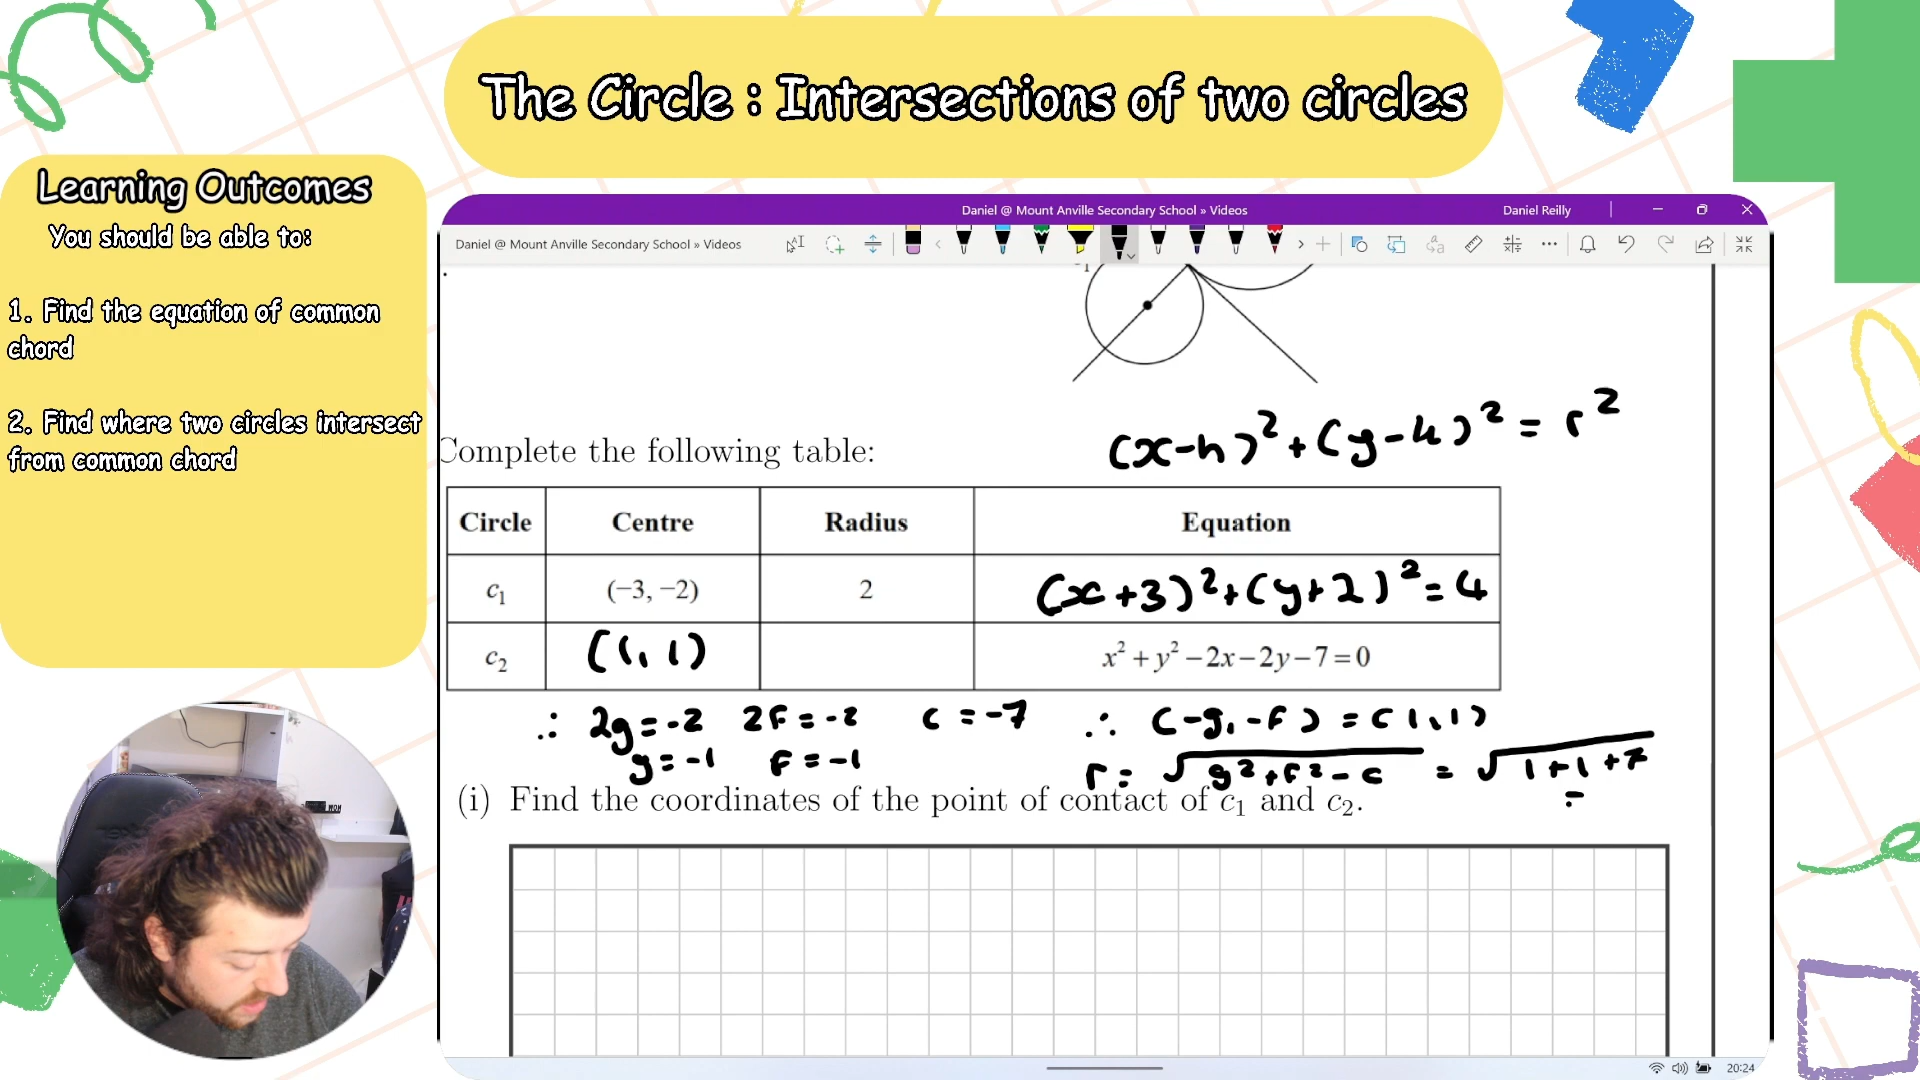 The Circle : Intersections of two circles
Learning Outcomes
You should be able to:
1. Find the equation of common
chord
2. Find where two circles intersect
from common chord
Daniel @ Mount Anville Secondary School » Videos
Daniel Reilly
Daniel @ Mount Anville Secondary School » Videos
(x-h)²+(y-k)² = r²
Complete the following table:
Circle Centre Radius Equation
c₁ (−3, −2) 2 (x+3)²+(y+2)²=4
c₂ (1, 1) x² + y² − 2x − 2y − 7 = 0
∴ 2g=-2 2f=-2 c=-7 ∴ (-g, -f) = (1, 1)
g=-1 f=-1 r= √g²+f²-c = √1+1+7
(i) Find the coordinates of the point of contact of c₁ and c₂.
=
20:24